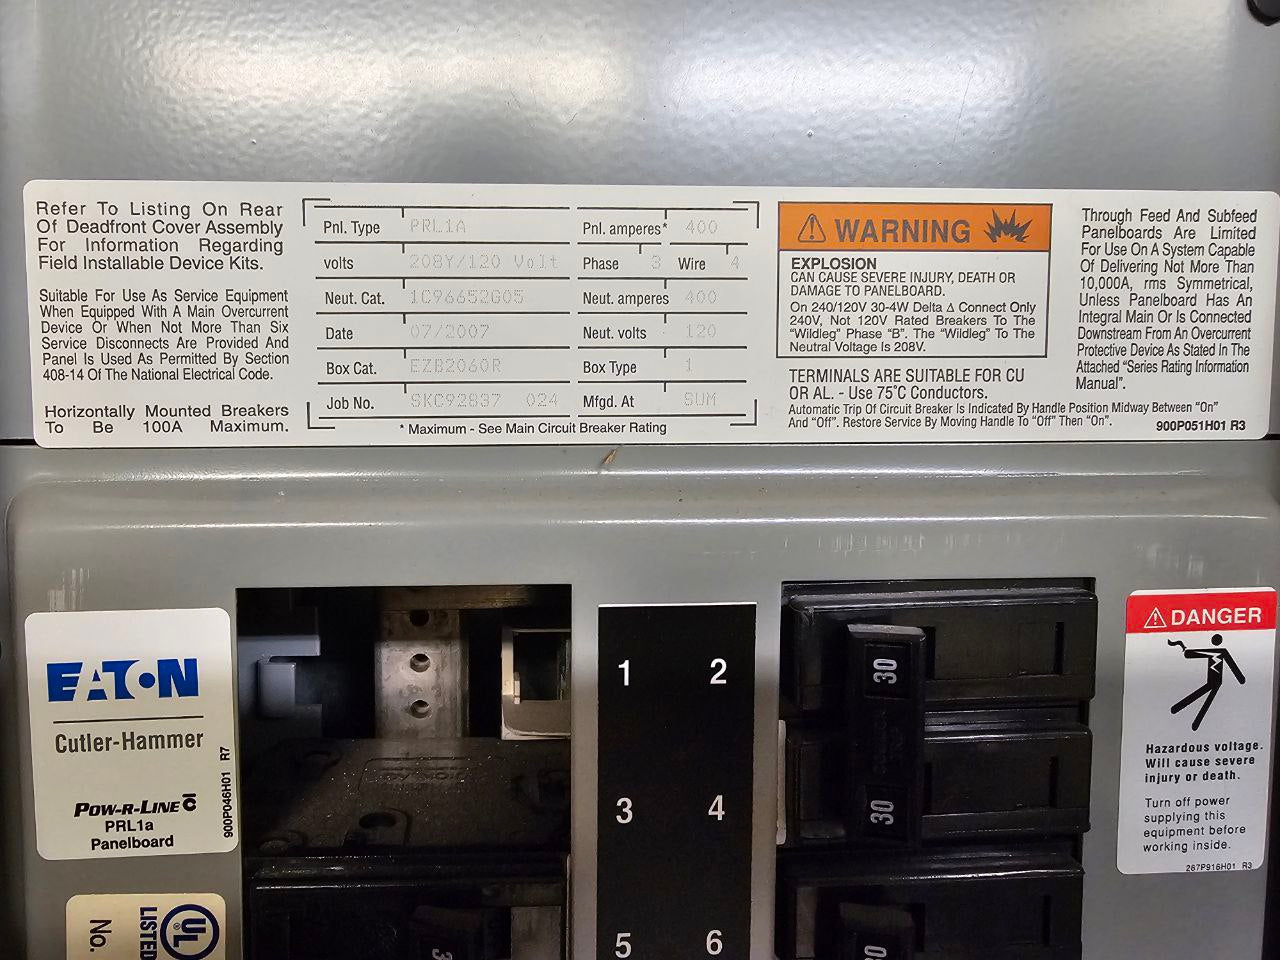 Refer To Listing On Rear
Of Deadfront Cover Assembly
For Information Regarding
Field Installable Device Kits.
Suitable For Use As Service Equipment
When Equipped With A Main Overcurrent
Device Or When Not More Than Six
Service Disconnects Are Provided And
Panel Is Used As Permitted By Section
408-14 Of The National Electrical Code.
Horizontally Mounted Breakers
To Be 100A Maximum.
Pnl. Type PRL1A Pnl. amperes* 400
volts 208Y/120 Volt Phase 3 Wire 4
Neut. Cat. 1C96652G05 Neut. amperes 400
Date 07/2007 Neut. volts 120
Box Cat. EZB2060R Box Type 1
Job No. SKC92837 024 Mfgd. At SUM
* Maximum - See Main Circuit Breaker Rating
WARNING
EXPLOSION
CAN CAUSE SEVERE INJURY, DEATH OR
DAMAGE TO PANELBOARD.
On 240/120V 30-4W Delta Δ Connect Only
240V, Not 120V Rated Breakers To The
"Wildleg" Phase "B". The "Wildleg" To The
Neutral Voltage Is 208V.
TERMINALS ARE SUITABLE FOR CU
OR AL. - Use 75°C Conductors.
Automatic Trip Of Circuit Breaker Is Indicated By Handle Position Midway Between "On"
And "Off". Restore Service By Moving Handle To "Off" Then "On".
Through Feed And Subfeed
Panelboards Are Limited
For Use On A System Capable
Of Delivering Not More Than
10,000A, rms Symmetrical,
Unless Panelboard Has An
Integral Main Or Is Connected
Downstream From An Overcurrent
Protective Device As Stated In The
Attached "Series Rating Information
Manual".
900P051H01 R3
EATON
Cutler-Hammer
POW-R-LINE C
PRL1a
Panelboard
900P046H01 R7
UL
LISTED
No.
1 2
3 4
5 6
30
30
30
DANGER
Hazardous voltage.
Will cause severe
injury or death.
Turn off power
supplying this
equipment before
working inside.
267P916H01 R3